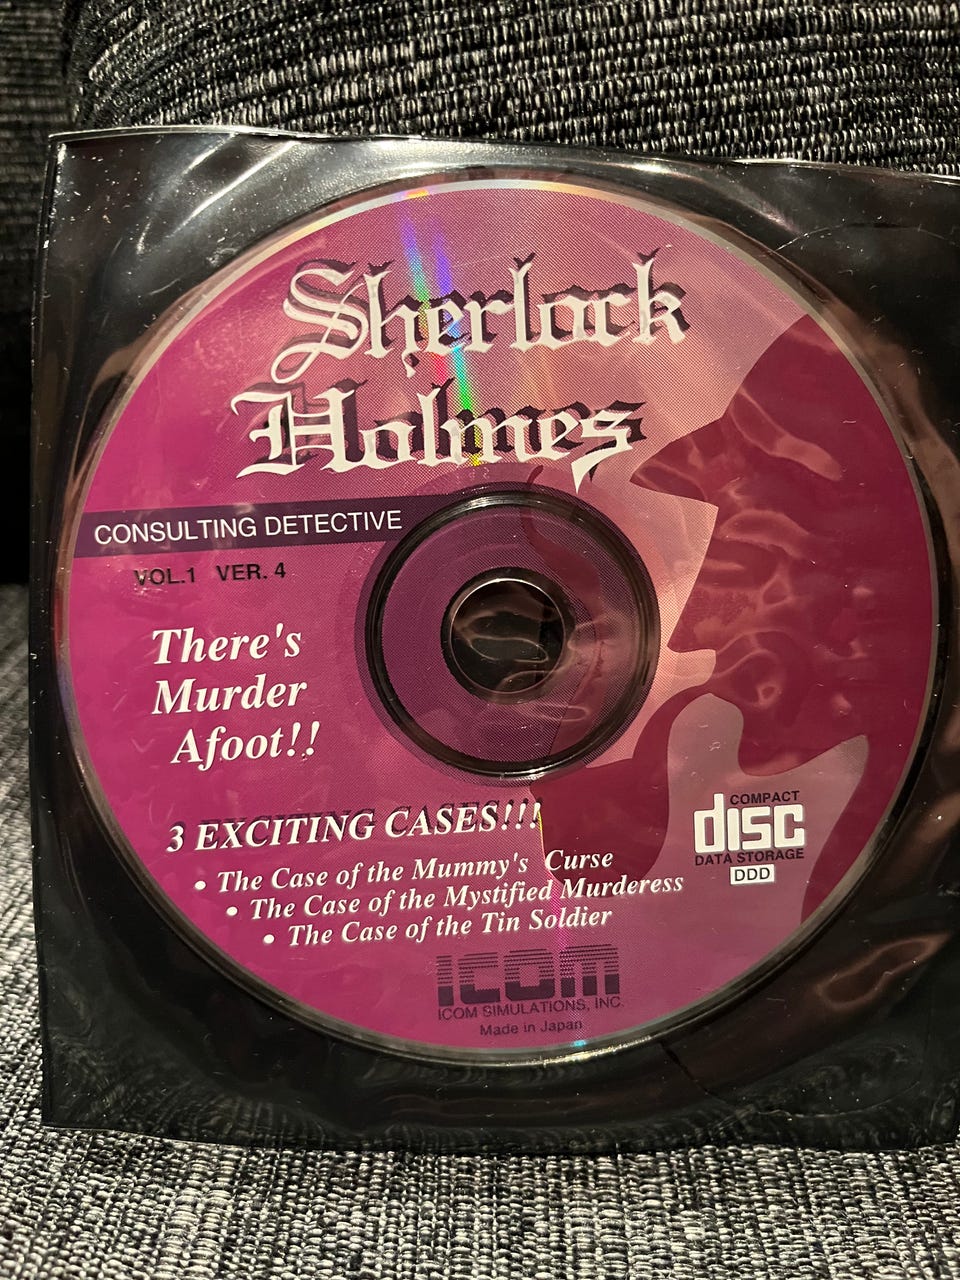 Sherlock
Holmes
CONSULTING DETECTIVE
VOL.1 VER. 4
There's
Murder
Afoot!!
3 EXCITING CASES!!!
• The Case of the Mummy's Curse
• The Case of the Mystified Murderess
• The Case of the Tin Soldier
COMPACT
disc
DATA STORAGE
DDD
ICOM
ICOM SIMULATIONS, INC.
Made in Japan